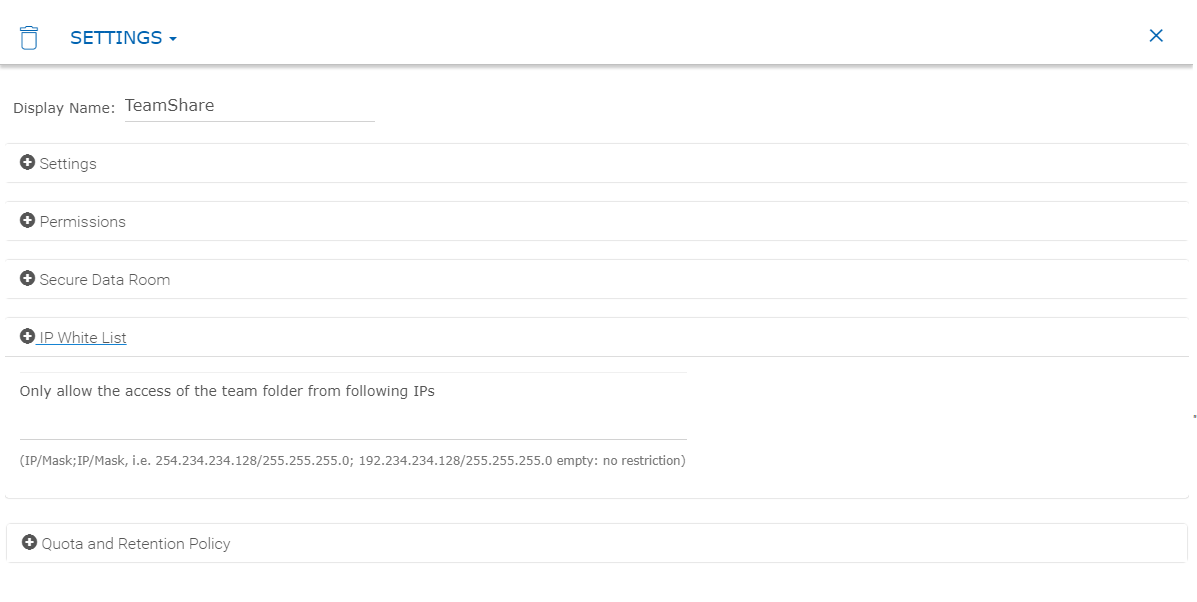 SETTINGS
Display Name: TeamShare
Settings
Permissions
Secure Data Room
IP White List
Only allow the access of the team folder from following IPs
(IP/Mask;IP/Mask, i.e. 254.234.234.128/255.255.255.0; 192.234.234.128/255.255.255.0 empty: no restriction)
Quota and Retention Policy